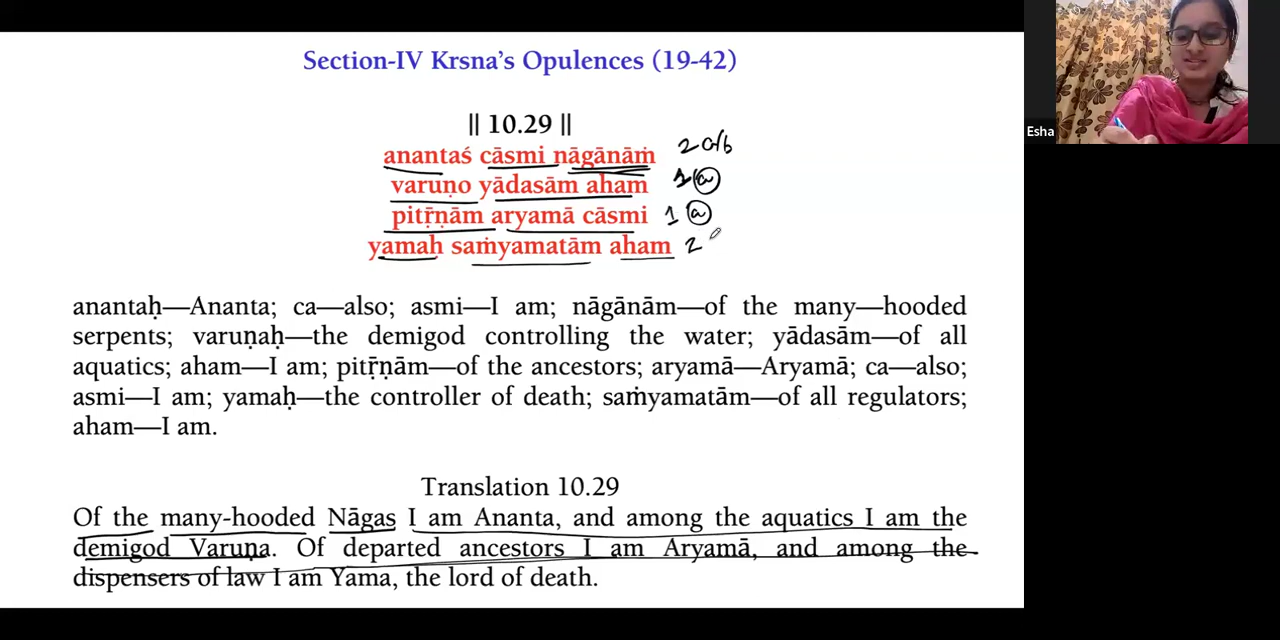 Section-IV Krsna's Opulences (19-42)
|| 10.29 ||
anantaś cāsmi nāgānāṁ 2 a/b
varuṇo yādasām aham 1 a
pitṝṇām aryamā cāsmi 1 a
yamah saṁyamatām aham 2
anantaḥ—Ananta; ca—also; asmi—I am; nāgānām—of the many—hooded
serpents; varuṇaḥ—the demigod controlling the water; yādasām—of all
aquatics; aham—I am; pitṝṇām—of the ancestors; aryamā—Aryamā; ca—also;
asmi—I am; yamaḥ—the controller of death; saṁyamatām—of all regulators;
aham—I am.
Translation 10.29
Of the many-hooded Nāgas I am Ananta, and among the aquatics I am the
demigod Varuṇa. Of departed ancestors I am Aryamā, and among the
dispensers of law I am Yama, the lord of death.
Esha